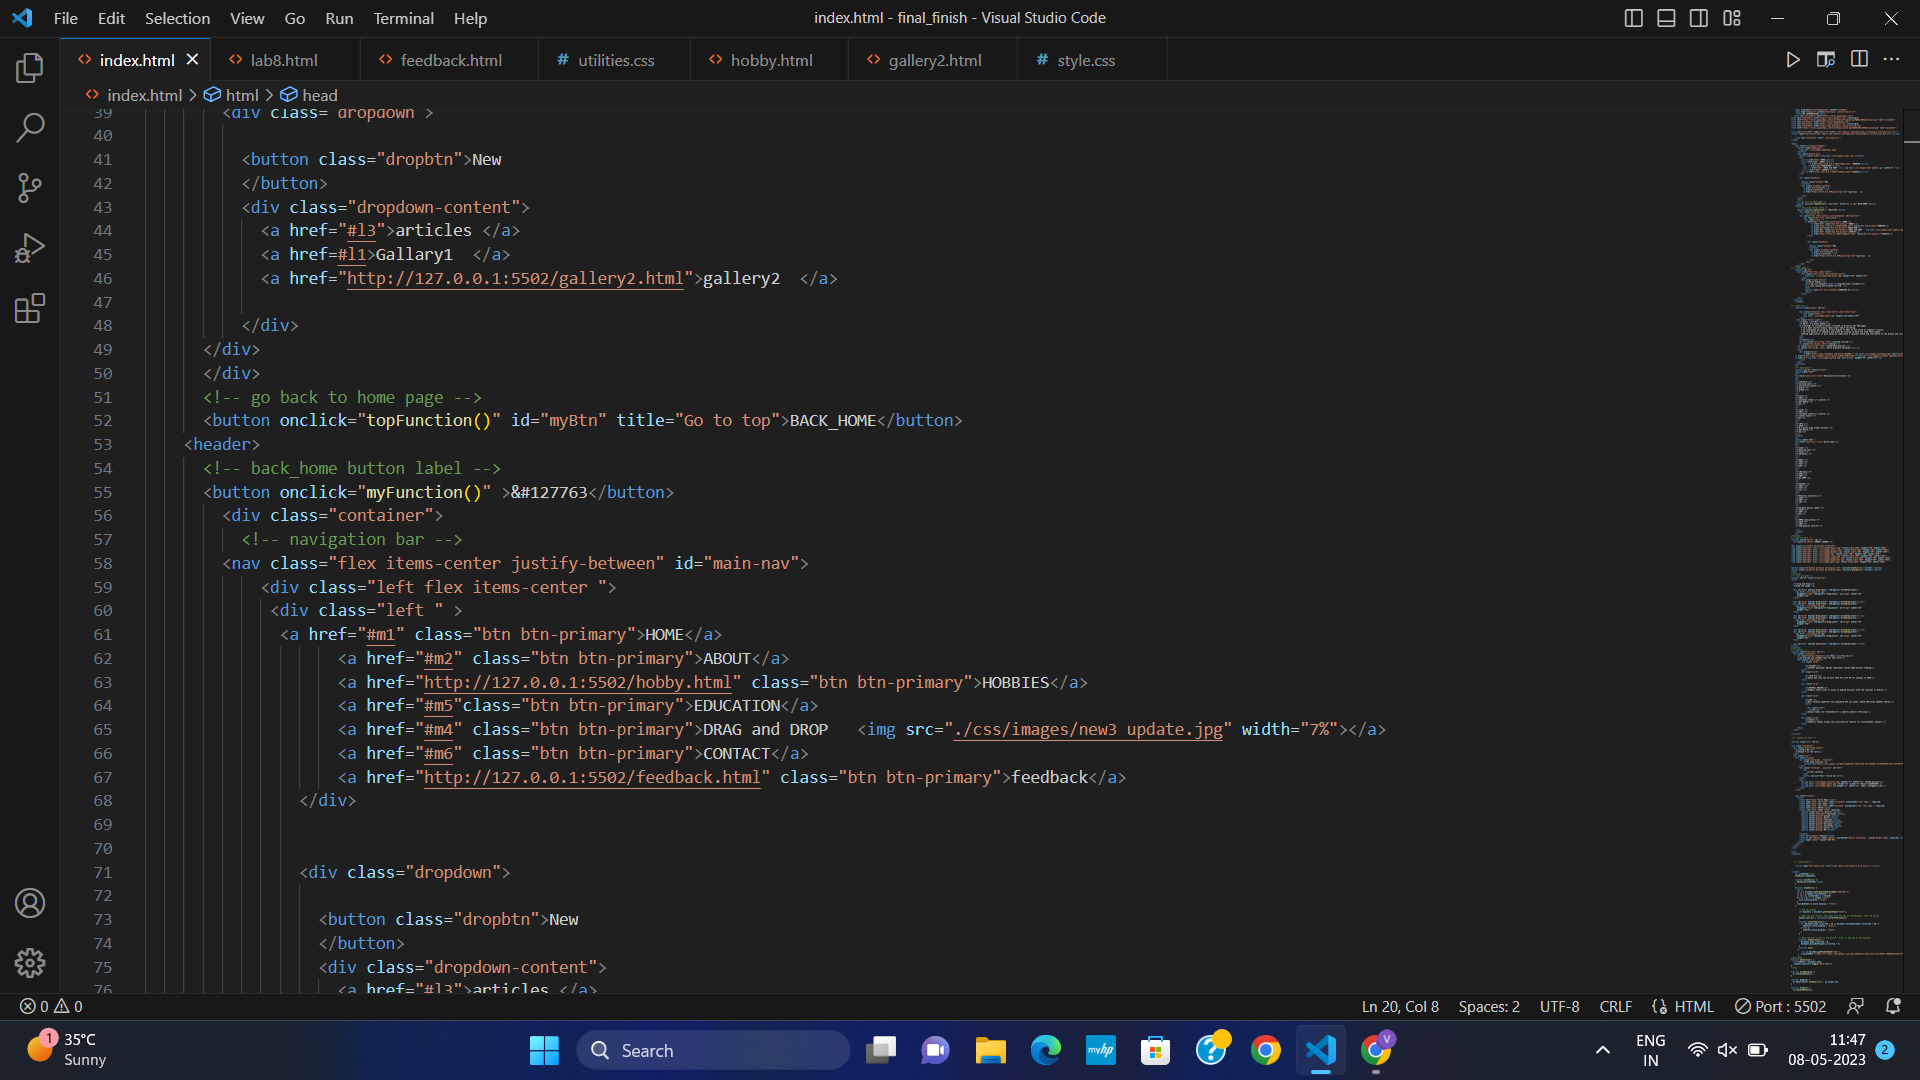 File Edit Selection View Go Run Terminal Help
index.html - final_finish - Visual Studio Code
index.html lab8.html feedback.html utilities.css hobby.html gallery2.html style.css
index.html > html > head
39 <div class="dropdown">
40
41 <button class="dropbtn">New
42 </button>
43 <div class="dropdown-content">
44 <a href="#l3">articles </a>
45 <a href=#l1>Gallary1  </a>
46 <a href="http://127.0.0.1:5502/gallery2.html">gallery2  </a>
47
48 </div>
49 </div>
50 </div>
51 <!-- go back to home page -->
52 <button onclick="topFunction()" id="myBtn" title="Go to top">BACK_HOME</button>
53 <header>
54 <!-- back_home button label -->
55 <button onclick="myFunction()" >&#127763</button>
56 <div class="container">
57 <!-- navigation bar -->
58 <nav class="flex items-center justify-between" id="main-nav">
59 <div class="left flex items-center ">
60 <div class="left " >
61 <a href="#m1" class="btn btn-primary">HOME</a>
62 <a href="#m2" class="btn btn-primary">ABOUT</a>
63 <a href="http://127.0.0.1:5502/hobby.html" class="btn btn-primary">HOBBIES</a>
64 <a href="#m5"class="btn btn-primary">EDUCATION</a>
65 <a href="#m4" class="btn btn-primary">DRAG and DROP   <img src="./css/images/new3_update.jpg" width="7%"></a>
66 <a href="#m6" class="btn btn-primary">CONTACT</a>
67 <a href="http://127.0.0.1:5502/feedback.html" class="btn btn-primary">feedback</a>
68 </div>
69
70
71 <div class="dropdown">
72
73 <button class="dropbtn">New
74 </button>
75 <div class="dropdown-content">
76 <a href="#l3">articles </a>
0 0
Ln 20, Col 8 Spaces: 2 UTF-8 CRLF HTML Port : 5502
1 35°C
Sunny
Search
myhp
V
ENG
IN
11:47
08-05-2023
2